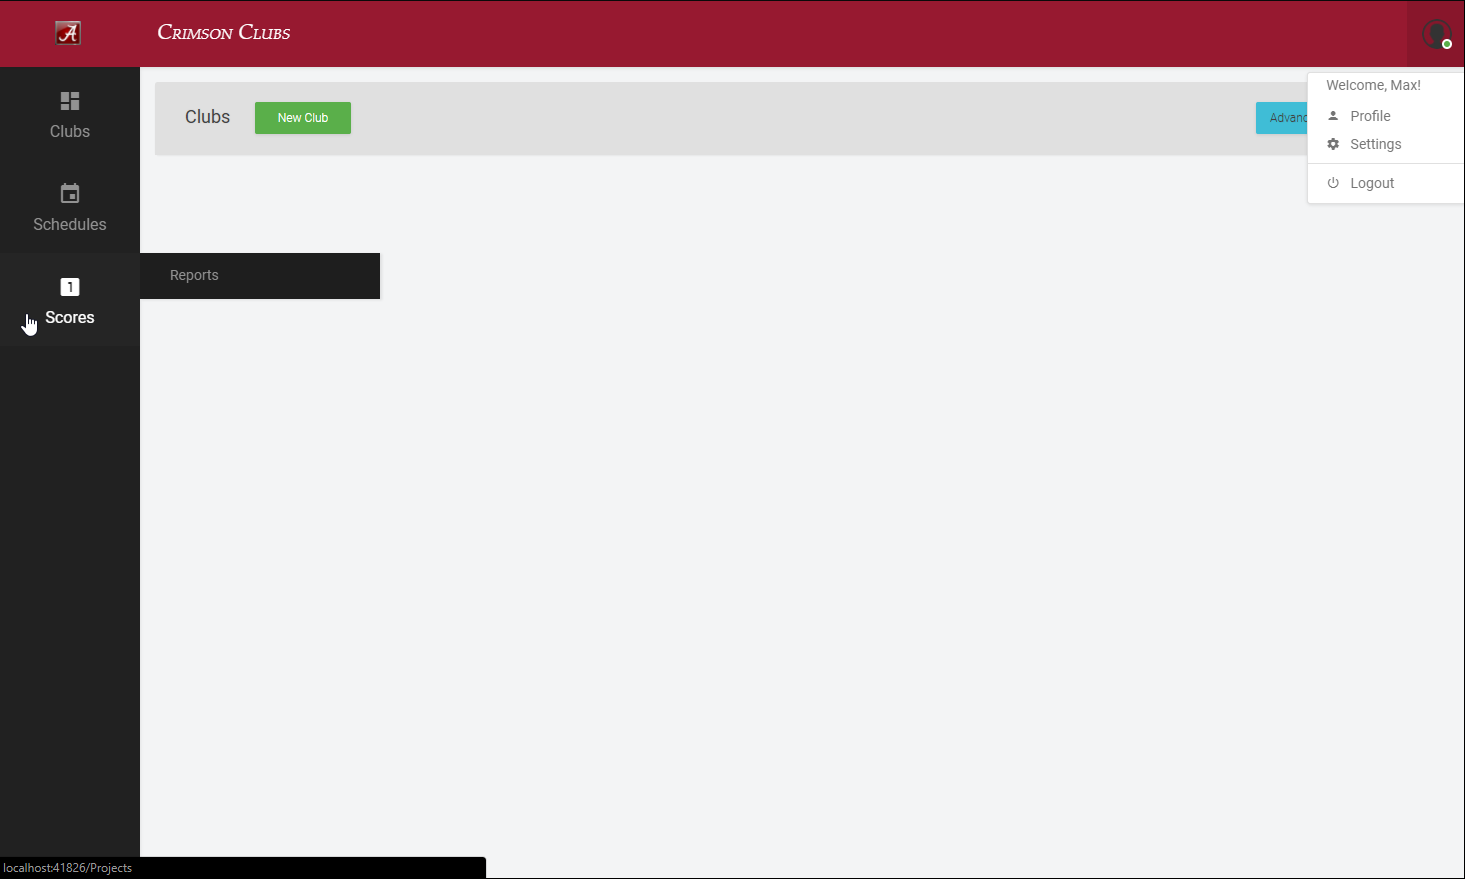 A
Crimson Clubs
Welcome, Max!
Profile
Settings
Logout
Clubs
New Club
Advanc
Clubs
Schedules
1
Scores
Reports
localhost:41826/Projects